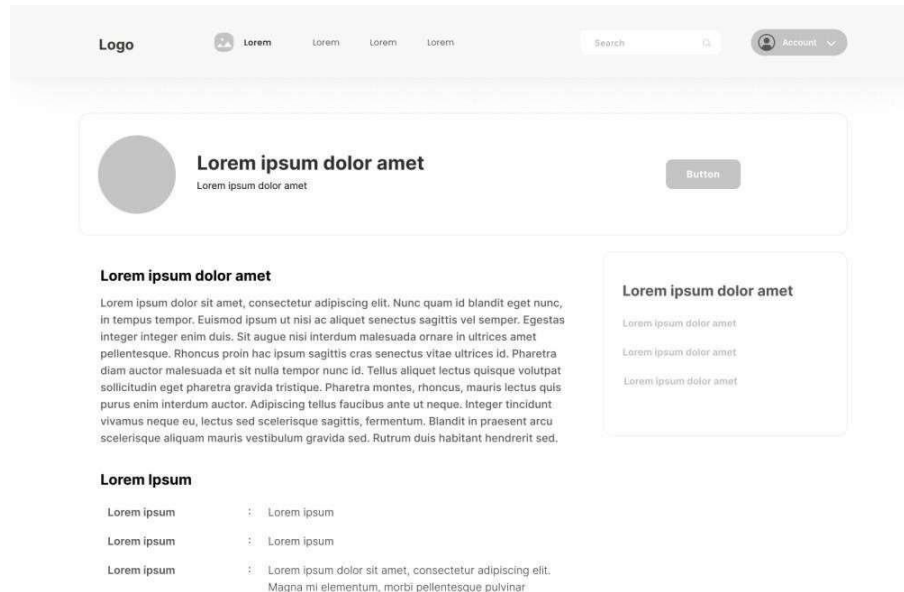 Logo
Lorem
Lorem
Lorem
Lorem
Search
Account
Lorem ipsum dolor amet
Lorem ipsum dolor amet
Button
Lorem ipsum dolor amet
Lorem ipsum dolor sit amet, consectetur adipiscing elit. Nunc quam id blandit eget nunc,
in tempus tempor. Euismod ipsum ut nisi ac aliquet senectus sagittis vel semper. Egestas
integer integer enim duis. Sit augue nisi interdum malesuada ornare in ultrices amet
pellentesque. Rhoncus proin hac ipsum sagittis cras senectus vitae ultrices id. Pharetra
diam auctor malesuada et sit nulla tempor nunc id. Tellus aliquet lectus quisque volutpat
sollicitudin eget pharetra gravida tristique. Pharetra montes, rhoncus, mauris lectus quis
purus enim interdum auctor. Adipiscing tellus faucibus ante ut neque. Integer tincidunt
vivamus neque eu, lectus sed scelerisque sagittis, fermentum. Blandit in praesent arcu
scelerisque aliquam mauris vestibulum gravida sed. Rutrum duis habitant hendrerit sed.
Lorem ipsum dolor amet
Lorem ipsum dolor amet
Lorem ipsum dolor amet
Lorem ipsum dolor amet
Lorem Ipsum
Lorem ipsum : Lorem ipsum
Lorem ipsum : Lorem ipsum
Lorem ipsum : Lorem ipsum dolor sit amet, consectetur adipiscing elit.
Magna mi elementum, morbi pellentesque pulvinar